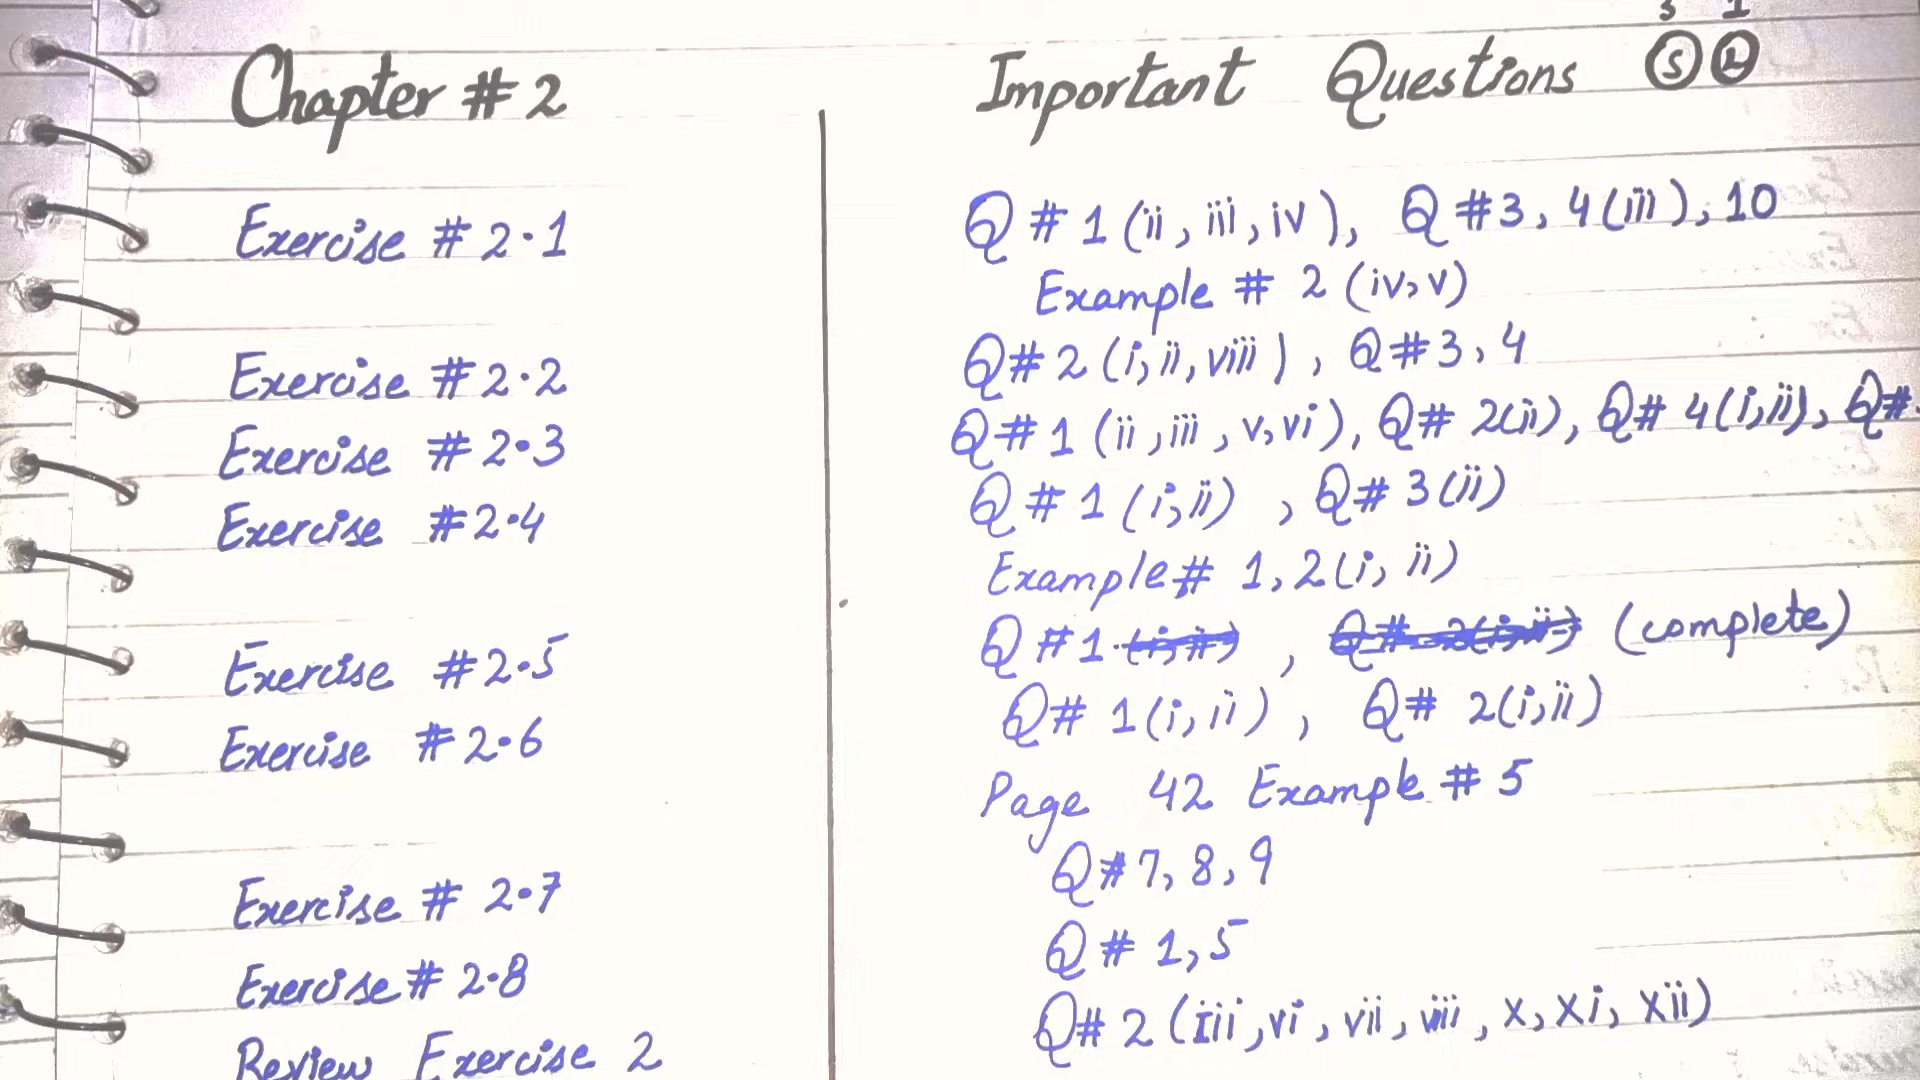 Chapter # 2
Important Questions S L
Exercise # 2.1
Q # 1 (ii, iii, iv), Q #3, 4(iii), 10
Example # 2 (iv, v)
Exercise # 2.2
Q# 2 (i, ii, viii), Q #3, 4
Exercise # 2.3
Q# 1 (ii, iii, v, vi), Q# 2(ii), Q# 4(i, ii), Q#
Exercise # 2.4
Q # 1 (i, ii), Q# 3(ii)
Example# 1, 2(i, ii)
Exercise # 2.5
Q #1 (i, ii), Q# 2(i, ii) (complete)
Exercise # 2.6
Q# 1(i, ii), Q# 2(i, ii)
Page 42 Example # 5
Exercise # 2.7
Q#7, 8, 9
Exercise # 2.8
Q # 1, 5
Review Exercise 2
Q# 2 (iii, vi, vii, viii, x, xi, xii)